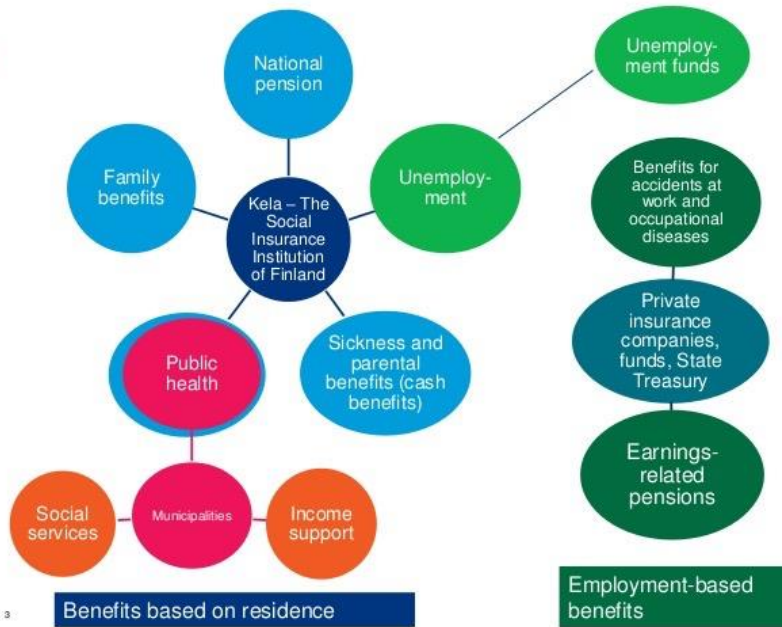 National
pension
Unemploy-
ment funds
Family
benefits
Kela – The
Social
Insurance
Institution
of Finland
Unemploy-
ment
Benefits for
accidents at
work and
occupational
diseases
Private
insurance
companies,
funds, State
Treasury
Public
health
Sickness and
parental
benefits (cash
benefits)
Earnings-
related
pensions
Social
services
Municipalities
Income
support
3
Benefits based on residence
Employment-based
benefits